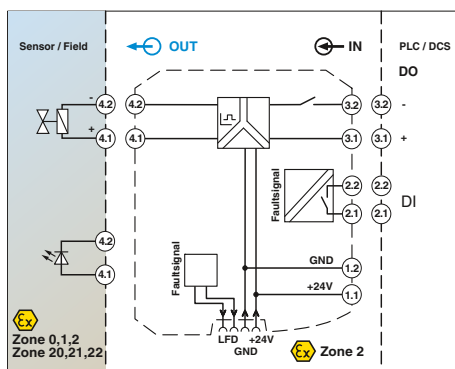 Sensor / Field
OUT
IN
PLC / DCS
DO
-
4.2
4.2
3.2
3.2
-
+
4.1
4.1
3.1
3.1
+
Faultsignal
2.2
2.2
DI
2.1
2.1
4.2
4.1
Faultsignal
GND
1.2
+24V
1.1
LFD
+24V
GND
Ex
Zone 0,1,2
Zone 20,21,22
Ex
Zone 2